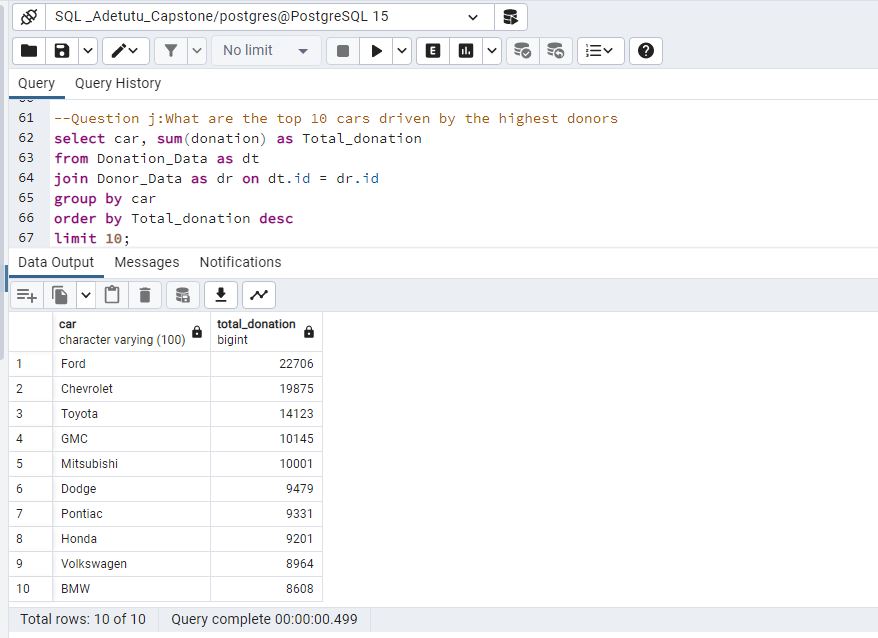 SQL _Adetutu_Capstone/postgres@PostgreSQL 15
No limit
E
Query Query History
61 --Question j:What are the top 10 cars driven by the highest donors
62 select car, sum(donation) as Total_donation
63 from Donation_Data as dt
64 join Donor_Data as dr on dt.id = dr.id
65 group by car
66 order by Total_donation desc
67 limit 10;
Data Output Messages Notifications
car total_donation
character varying (100) bigint
1 Ford 22706
2 Chevrolet 19875
3 Toyota 14123
4 GMC 10145
5 Mitsubishi 10001
6 Dodge 9479
7 Pontiac 9331
8 Honda 9201
9 Volkswagen 8964
10 BMW 8608
Total rows: 10 of 10 Query complete 00:00:00.499